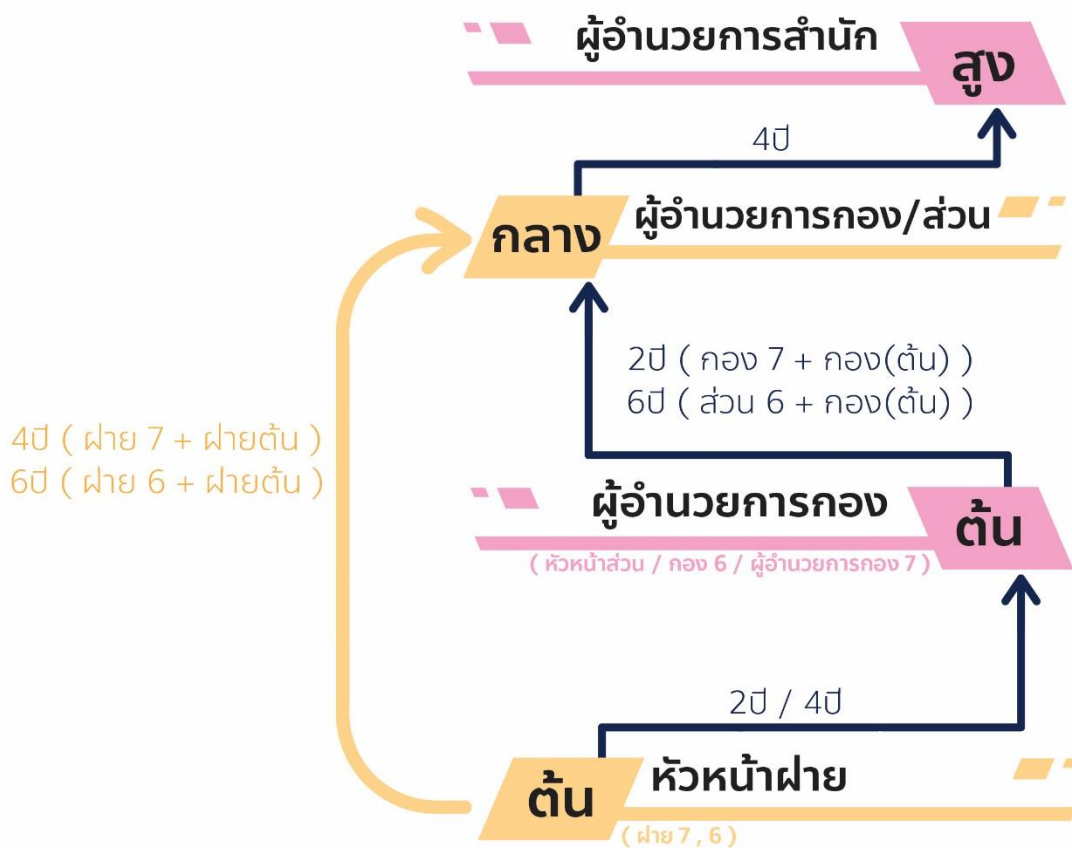 ผู้อำนวยการสำนัก
สูง
4ปี
กลาง
ผู้อำนวยการกอง/ส่วน
2ปี ( กอง 7 + กอง(ต้น) )
6ปี ( ส่วน 6 + กอง(ต้น) )
4ปี ( ฝ่าย 7 + ฝ่ายต้น )
6ปี ( ฝ่าย 6 + ฝ่ายต้น )
ผู้อำนวยการกอง
ต้น
( หัวหน้าส่วน / กอง 6 / ผู้อำนวยการกอง 7 )
2ปี / 4ปี
ต้น
หัวหน้าฝ่าย
( ฝ่าย 7 , 6 )